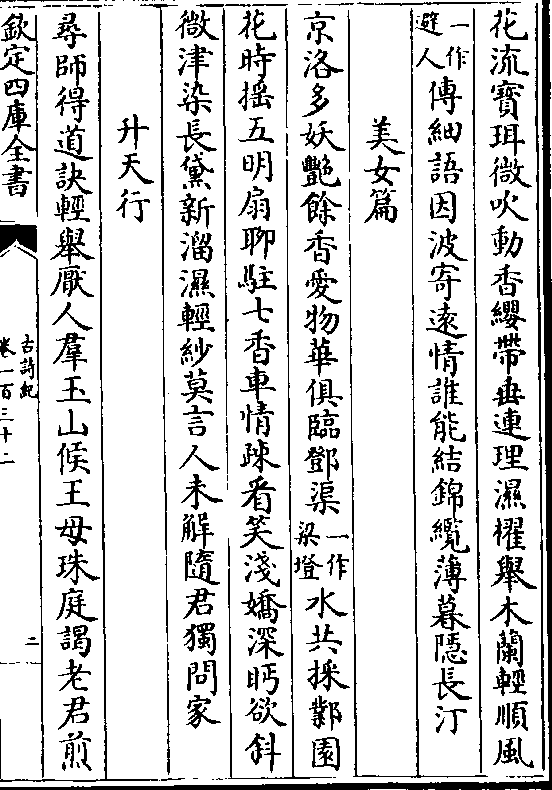 花流寳珥微吹動香纓帶垂連理濕櫂舉木蘭輕順風
一作避人傳細語因波寄遠情誰能結錦纜薄暮隱長汀
美女篇
京洛多妖艷餘香愛物華俱臨鄧渠一作梁墱水共採鄴園
花時揺五明扇聊駐七香車情疎看笑淺嬌深眄欲斜
微津染長黛新溜濕輕紗莫言人未解隨君獨問家
升天行
尋師得道訣輕舉厭人羣玉山候王母珠庭謁老君煎
欽定四庫全書
古詩紀
卷一百三十二
二